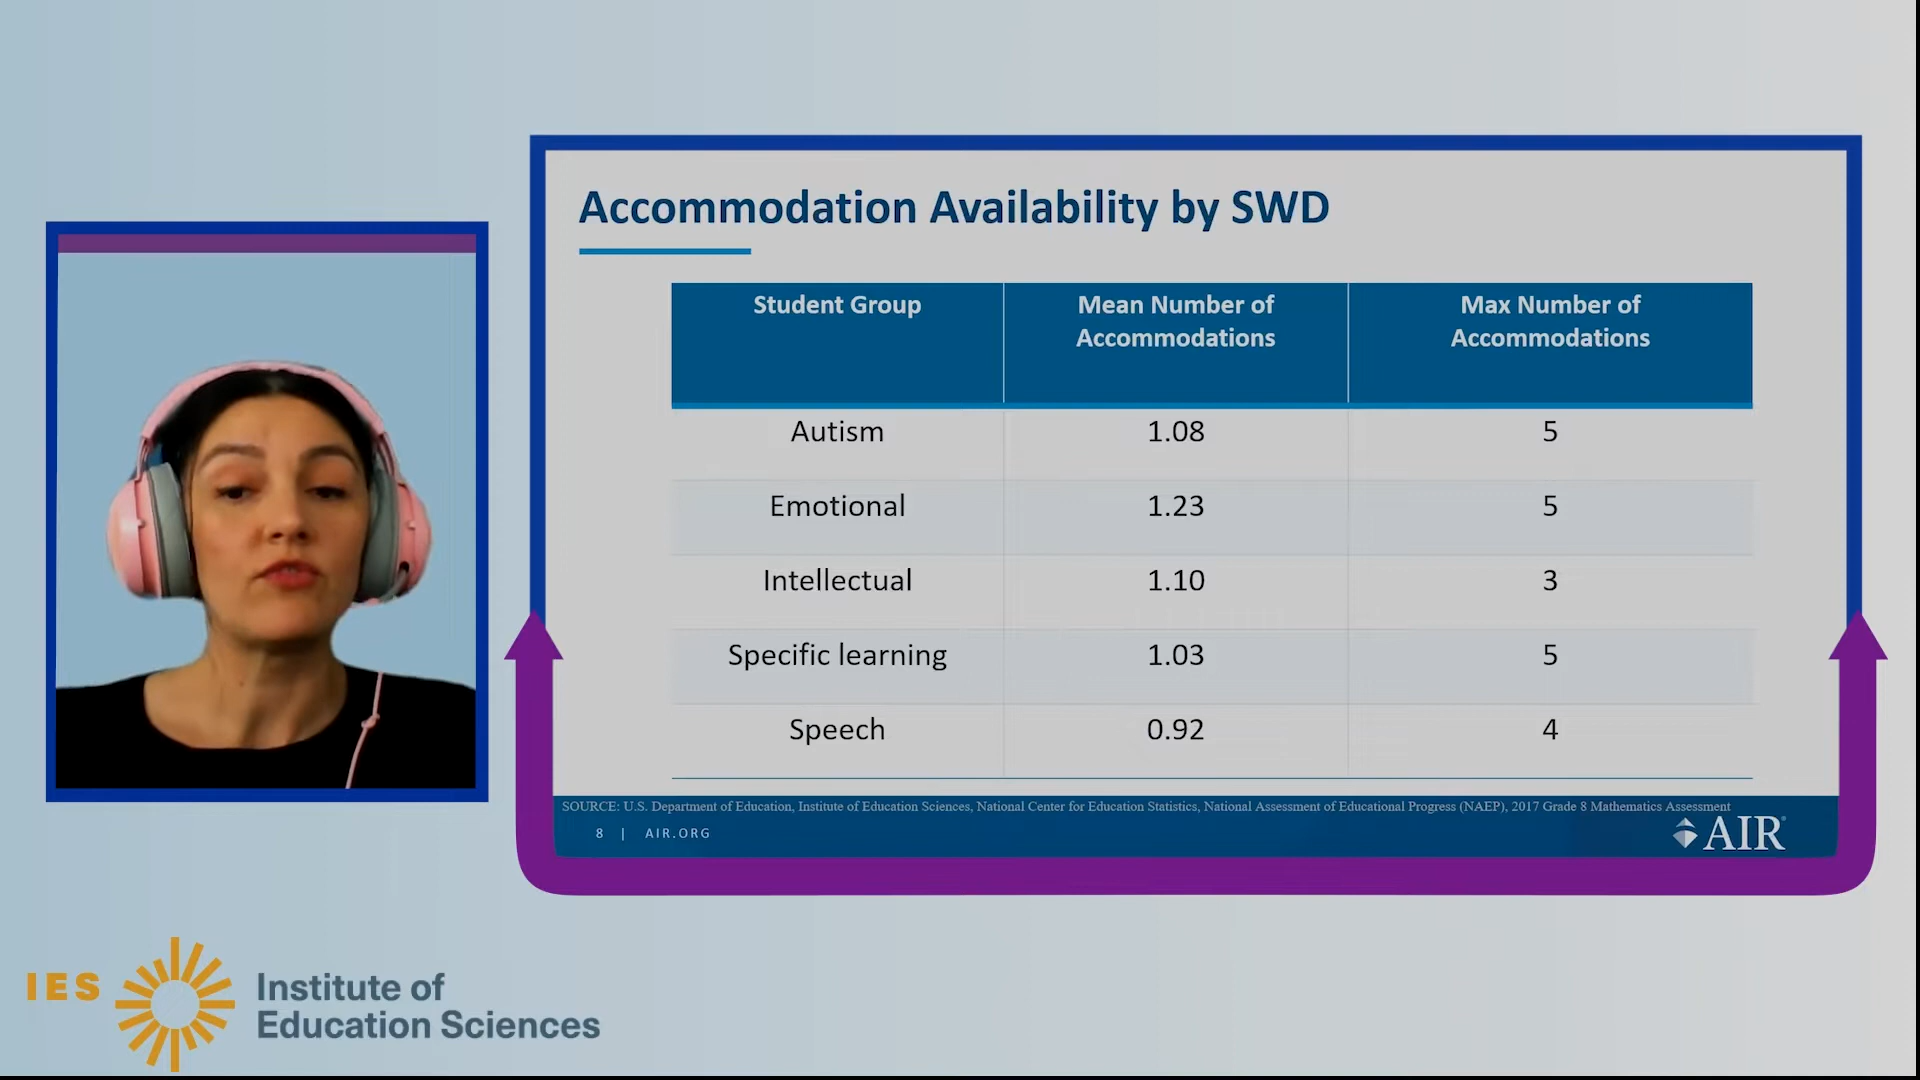 Accommodation Availability by SWD
Student Group
Mean Number of
Accommodations
Max Number of
Accommodations
Autism 1.08 5
Emotional 1.23 5
Intellectual 1.10 3
Specific learning 1.03 5
Speech 0.92 4
SOURCE: U.S. Department of Education, Institute of Education Sciences, National Center for Education Statistics, National Assessment of Educational Progress (NAEP), 2017 Grade 8 Mathematics Assessment
8 | AIR.ORG
AIR
IES
Institute of
Education Sciences